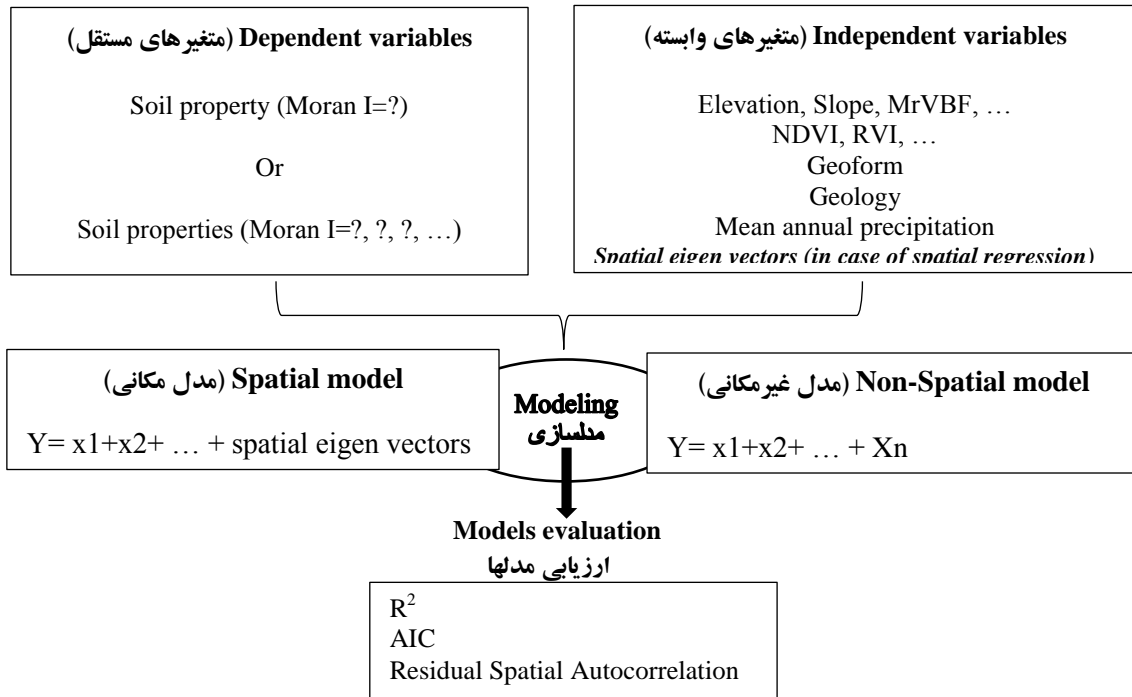 Dependent variables (متغیرهای مستقل)
Soil property (Moran I=?)
Or
Soil properties (Moran I=?, ?, ?, …)
Independent variables (متغیرهای وابسته)
Elevation, Slope, MrVBF, …
NDVI, RVI, …
Geoform
Geology
Mean annual precipitation
Spatial eigen vectors (in case of spatial regression)
Spatial model (مدل مکانی)
Y= x1+x2+ … + spatial eigen vectors
Modeling
مدلسازی
Non-Spatial model (مدل غیرمکانی)
Y= x1+x2+ … + Xn
Models evaluation
ارزیابی مدلها
R²
AIC
Residual Spatial Autocorrelation